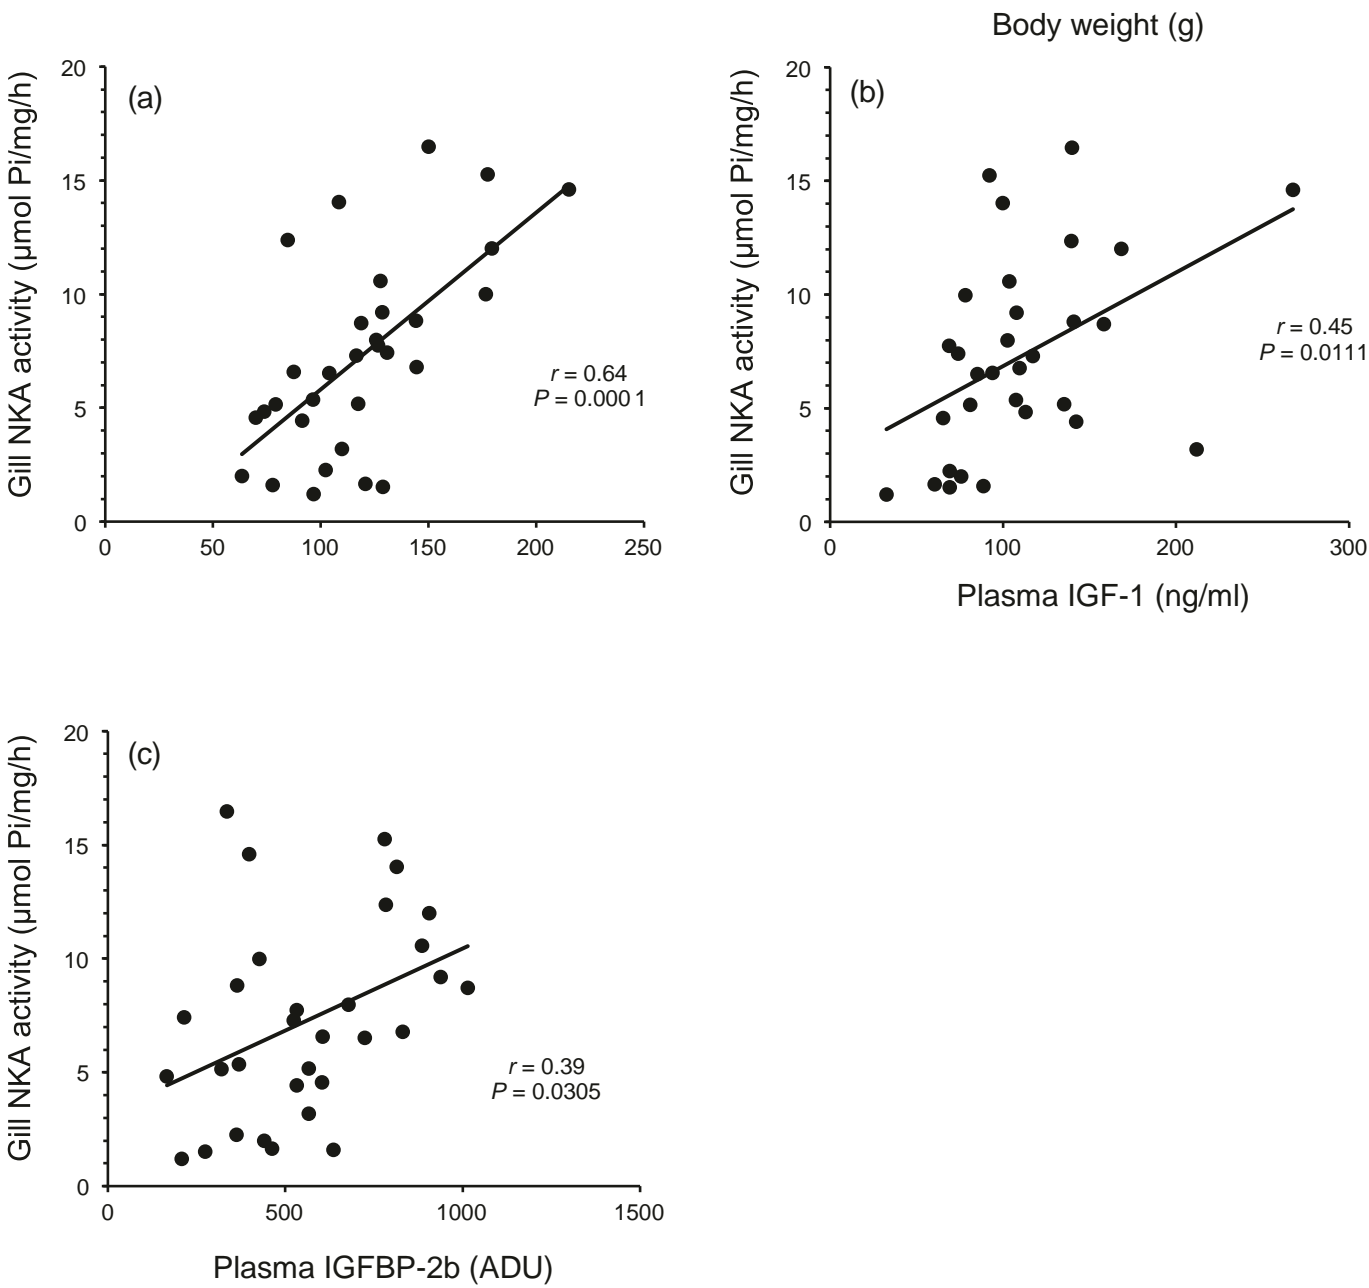 Body weight (g)
20
15
10
5
0
Gill NKA activity (µmol Pi/mg/h)
(a)
r = 0.64
P = 0.0001
0 50 100 150 200 250
20
15
10
5
0
Gill NKA activity (µmol Pi/mg/h)
(b)
r = 0.45
P = 0.0111
0 100 200 300
Plasma IGF-1 (ng/ml)
20
15
10
5
0
Gill NKA activity (µmol Pi/mg/h)
(c)
r = 0.39
P = 0.0305
0 500 1000 1500
Plasma IGFBP-2b (ADU)